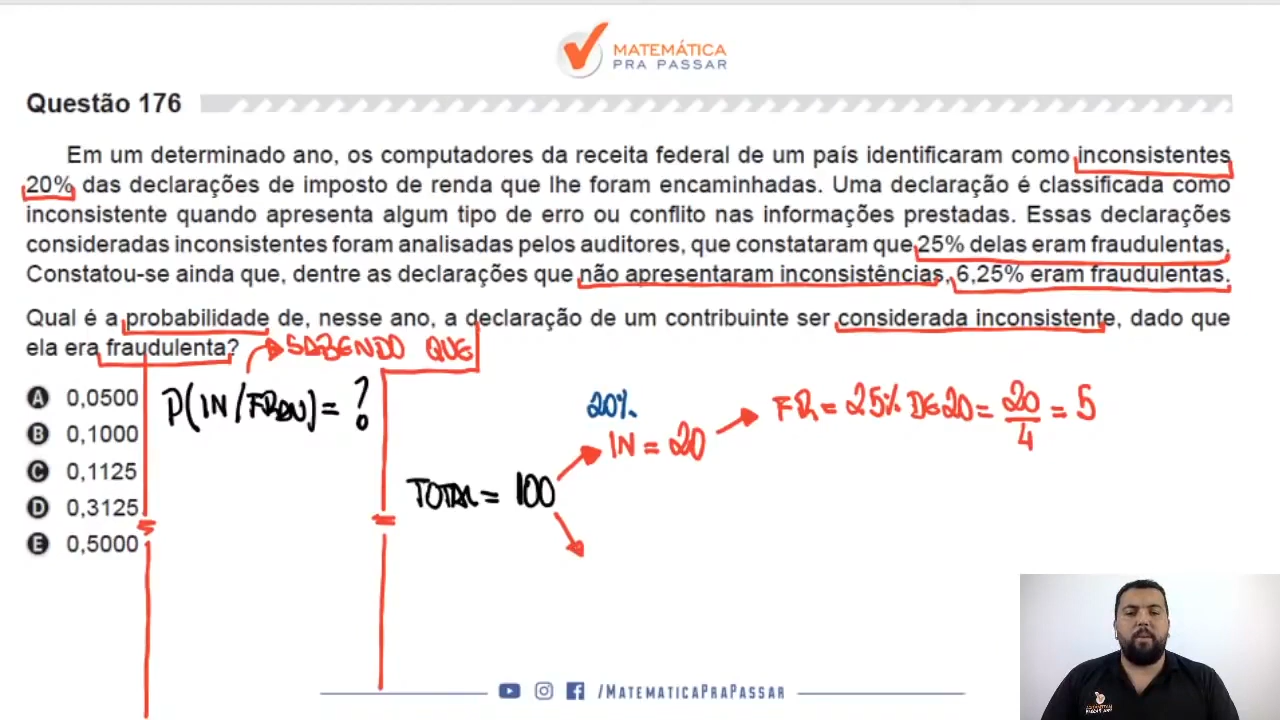 MATEMÁTICA
PRA PASSAR
Questão 176
Em um determinado ano, os computadores da receita federal de um país identificaram como inconsistentes
20% das declarações de imposto de renda que lhe foram encaminhadas. Uma declaração é classificada como
inconsistente quando apresenta algum tipo de erro ou conflito nas informações prestadas. Essas declarações
consideradas inconsistentes foram analisadas pelos auditores, que constataram que 25% delas eram fraudulentas.
Constatou-se ainda que, dentre as declarações que não apresentaram inconsistências, 6,25% eram fraudulentas.
Qual é a probabilidade de, nesse ano, a declaração de um contribuinte ser considerada inconsistente, dado que
ela era fraudulenta?
SABENDO QUE
A 0,0500
B 0,1000
C 0,1125
D 0,3125
E 0,5000
P(IN/FRAU) = ?
20%
TOTAL = 100
IN = 20
FR = 25% DE 20 = 20/4 = 5
/MATEMATICAPRAPASSAR